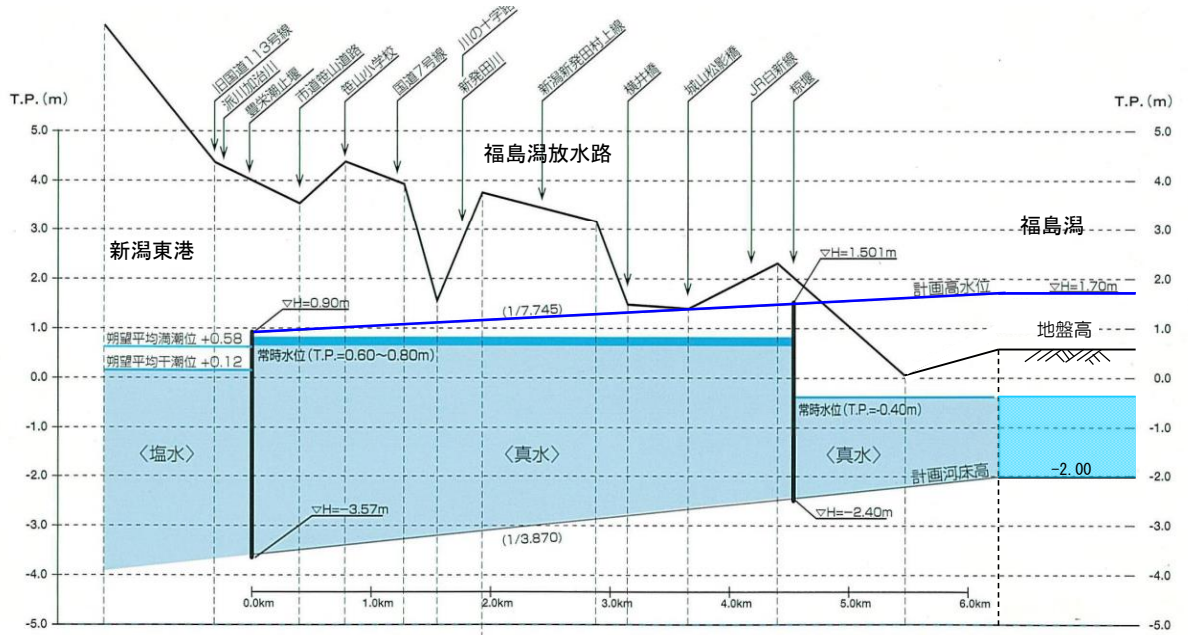 旧国道113号線
派川加治川
豊栄潮止堰
市道笹山道路
笹山小学校
国道7号線
川の十字路
新発田川
新潟新発田村上線
横井橋
城山松影橋
JR白新線
椋堰
T.P.(m)
T.P.(m)
5.0
4.0
3.0
2.0
1.0
0.0
-1.0
-2.0
-3.0
-4.0
-5.0
5.0
4.0
3.0
2.0
1.0
0.0
-1.0
-2.0
-3.0
-4.0
-5.0
福島潟放水路
新潟東港
福島潟
▽H=1.501m
計画高水位
▽H=1.70m
▽H=0.90m
(1/7.745)
朔望平均満潮位 +0.58
地盤高
常時水位(T.P.=0.60～0.80m)
朔望平均干潮位 +0.12
常時水位(T.P.=-0.40m)
〈塩水〉
〈真水〉
〈真水〉
計画河床高
-2.00
▽H=-3.57m
▽H=-2.40m
(1/3.870)
0.0km
1.0km
2.0km
3.0km
4.0km
5.0km
6.0km